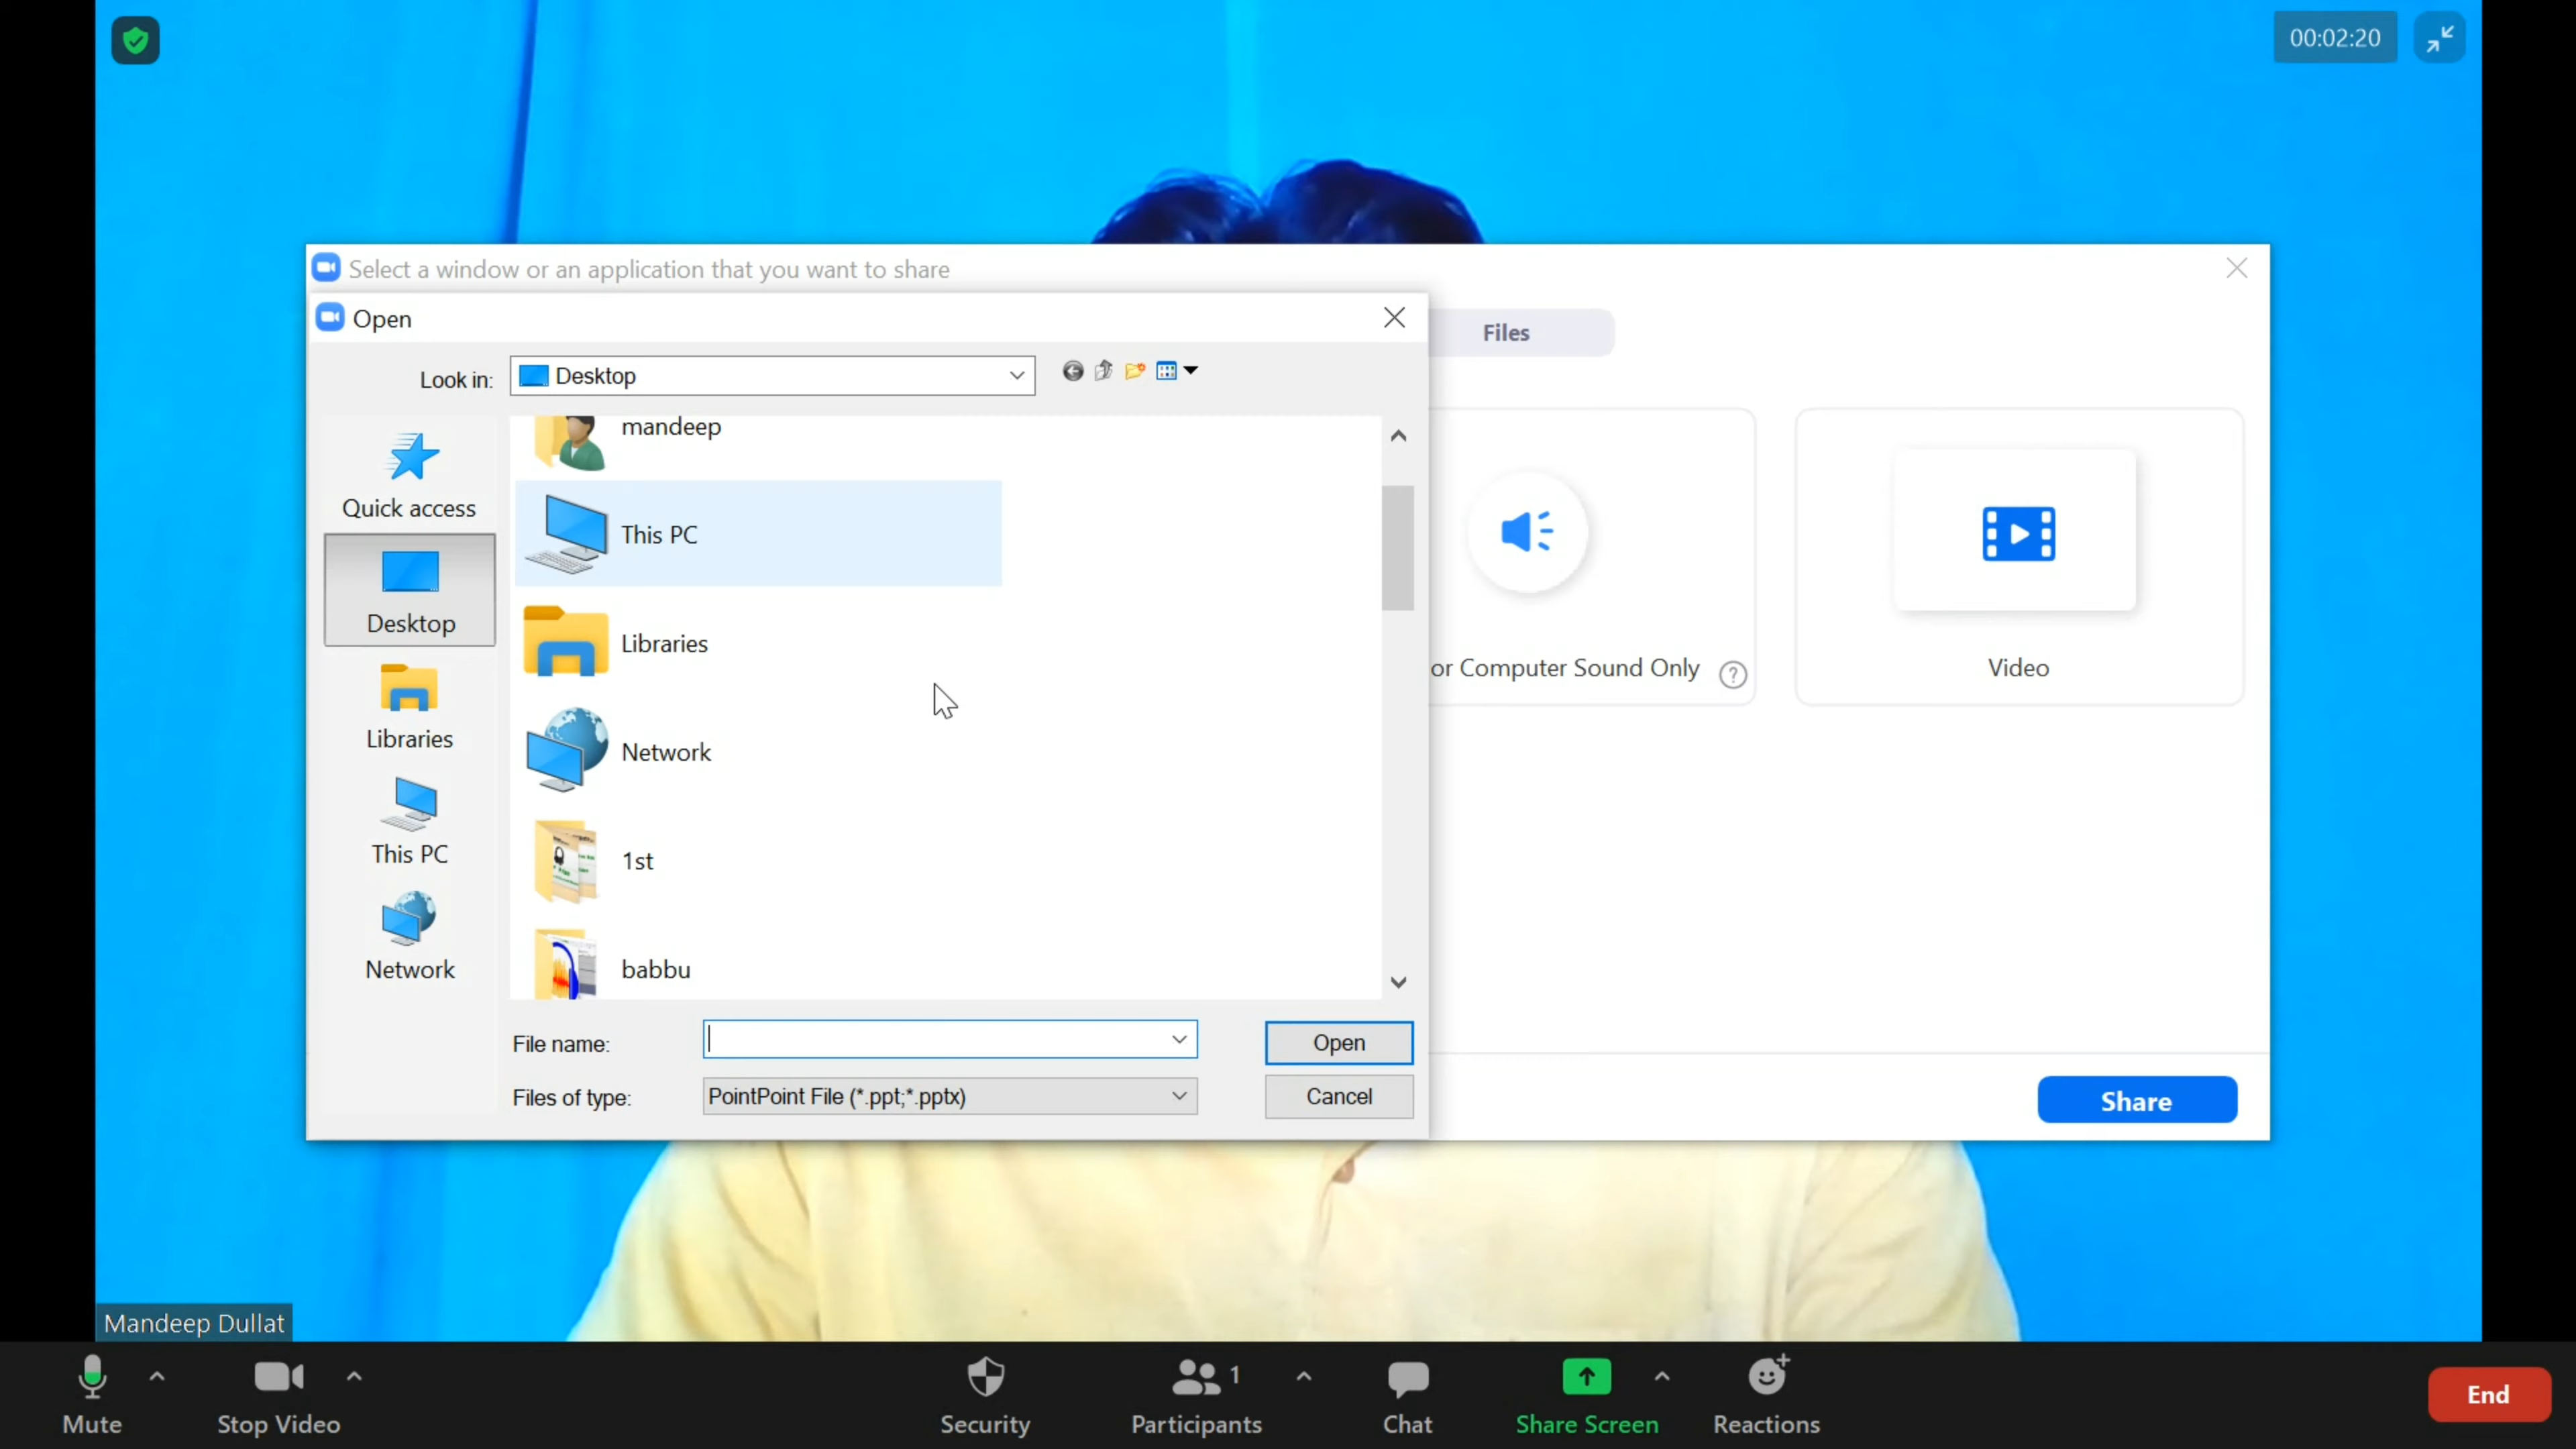 00:02:20
Select a window or an application that you want to share
Open
Files
Look in:
Desktop
mandeep
Quick access
This PC
Desktop
Libraries
or Computer Sound Only
?
Video
Libraries
Network
This PC
1st
Network
babbu
File name:
Open
Files of type:
PointPoint File (*.ppt;*.pptx)
Cancel
Share
Mandeep Dullat
Mute
Stop Video
Security
1
Participants
Chat
Share Screen
Reactions
End